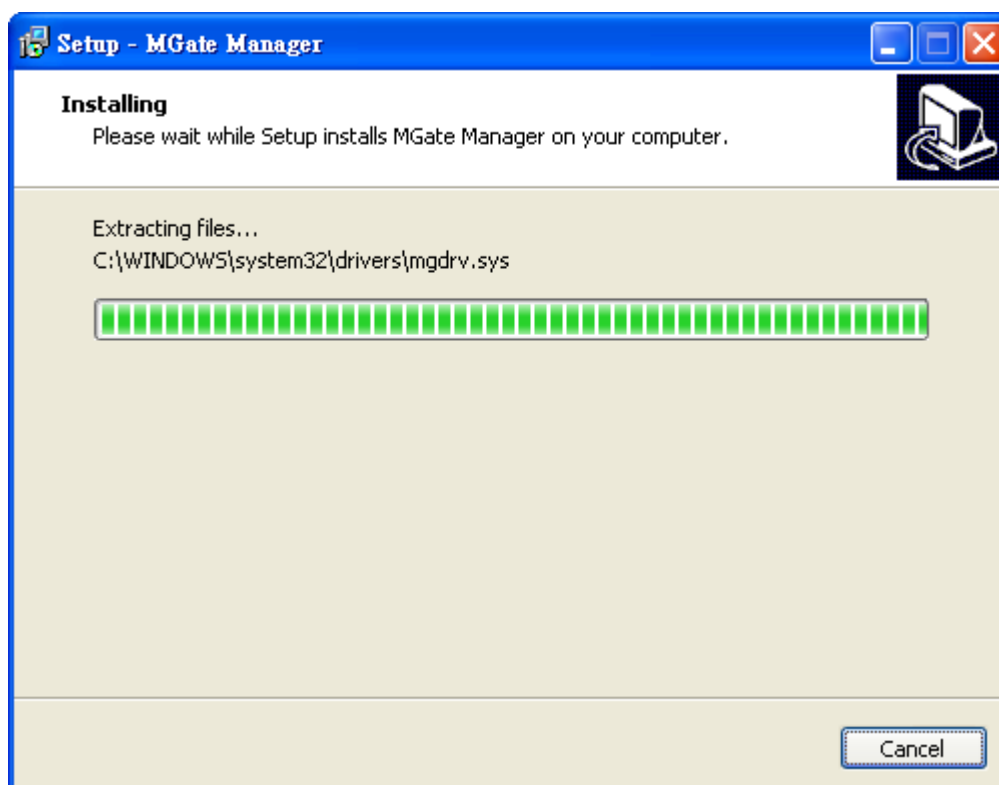 Setup - MGate Manager
Installing
Please wait while Setup installs MGate Manager on your computer.
Extracting files...
C:\WINDOWS\system32\drivers\mgdrv.sys
Cancel